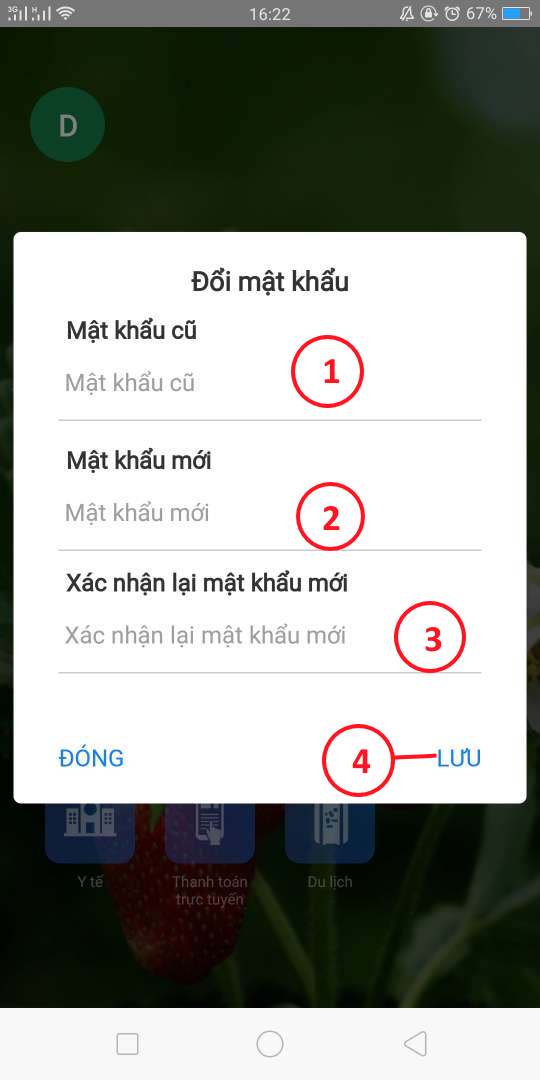 3G H 16:22 67%
D
Đổi mật khẩu
Mật khẩu cũ
Mật khẩu cũ
1
Mật khẩu mới
Mật khẩu mới
2
Xác nhận lại mật khẩu mới
Xác nhận lại mật khẩu mới
3
ĐÓNG
4
LƯU
Y tế
Thanh toán
trực tuyến
Du lịch